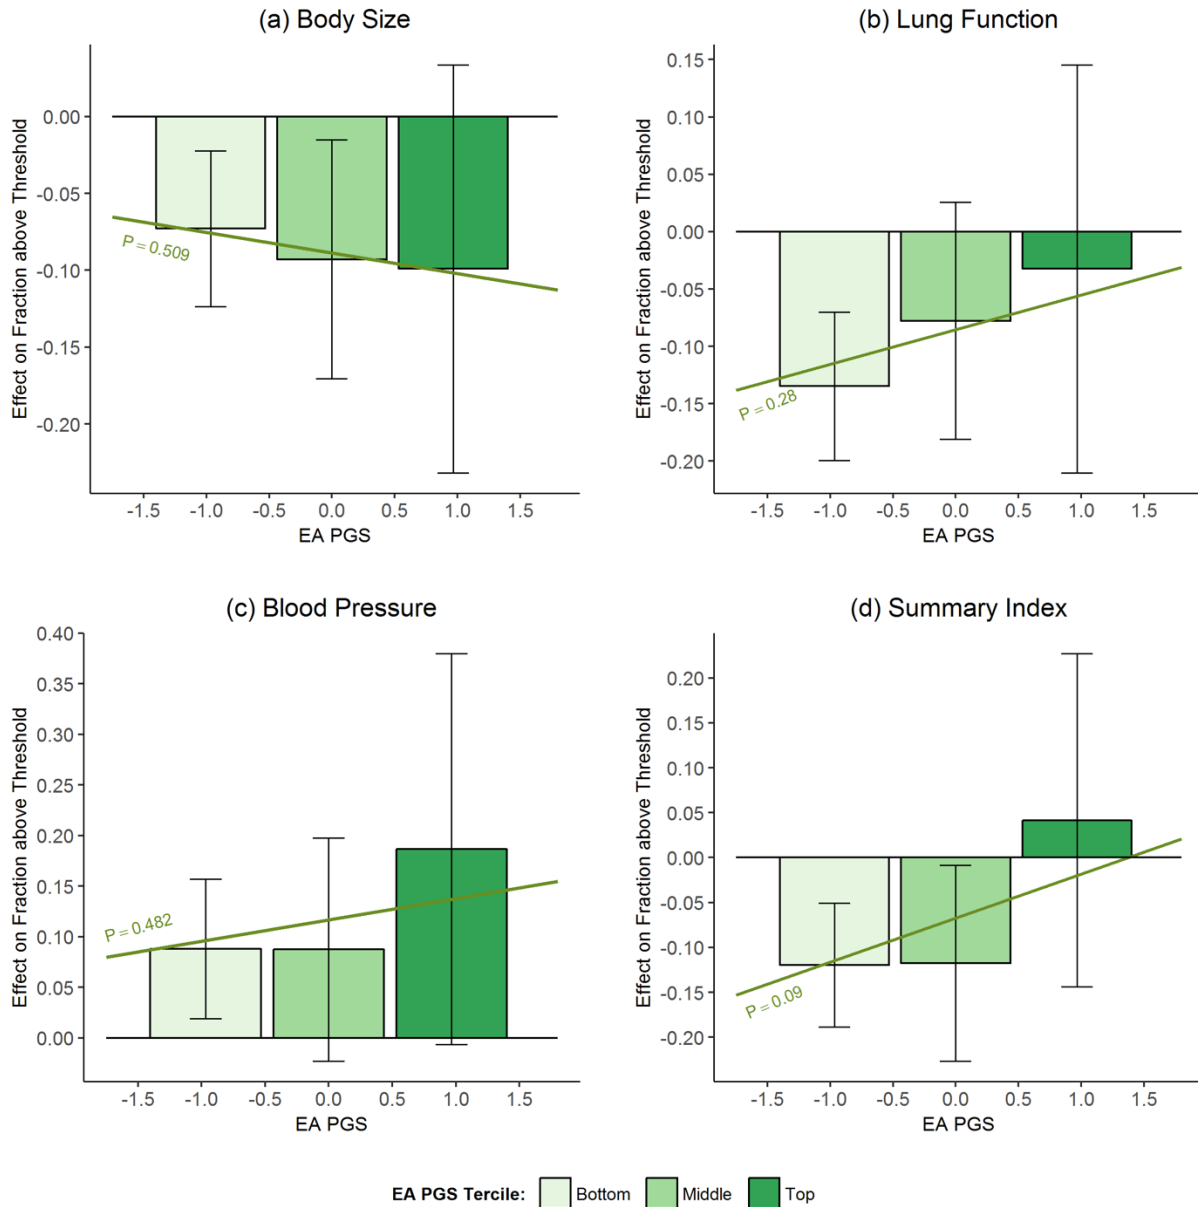 (a) Body Size
Effect on Fraction above Threshold
0.00
-0.05
-0.10
-0.15
-0.20
P = 0.509
-1.5 -1.0 -0.5 0.0 0.5 1.0 1.5
EA PGS
(b) Lung Function
Effect on Fraction above Threshold
0.15
0.10
0.05
0.00
-0.05
-0.10
-0.15
-0.20
P = 0.28
-1.5 -1.0 -0.5 0.0 0.5 1.0 1.5
EA PGS
(c) Blood Pressure
Effect on Fraction above Threshold
0.40
0.35
0.30
0.25
0.20
0.15
0.10
0.05
0.00
P = 0.482
-1.5 -1.0 -0.5 0.0 0.5 1.0 1.5
EA PGS
(d) Summary Index
Effect on Fraction above Threshold
0.20
0.15
0.10
0.05
0.00
-0.05
-0.10
-0.15
-0.20
P = 0.09
-1.5 -1.0 -0.5 0.0 0.5 1.0 1.5
EA PGS
EA PGS Tercile: Bottom Middle Top